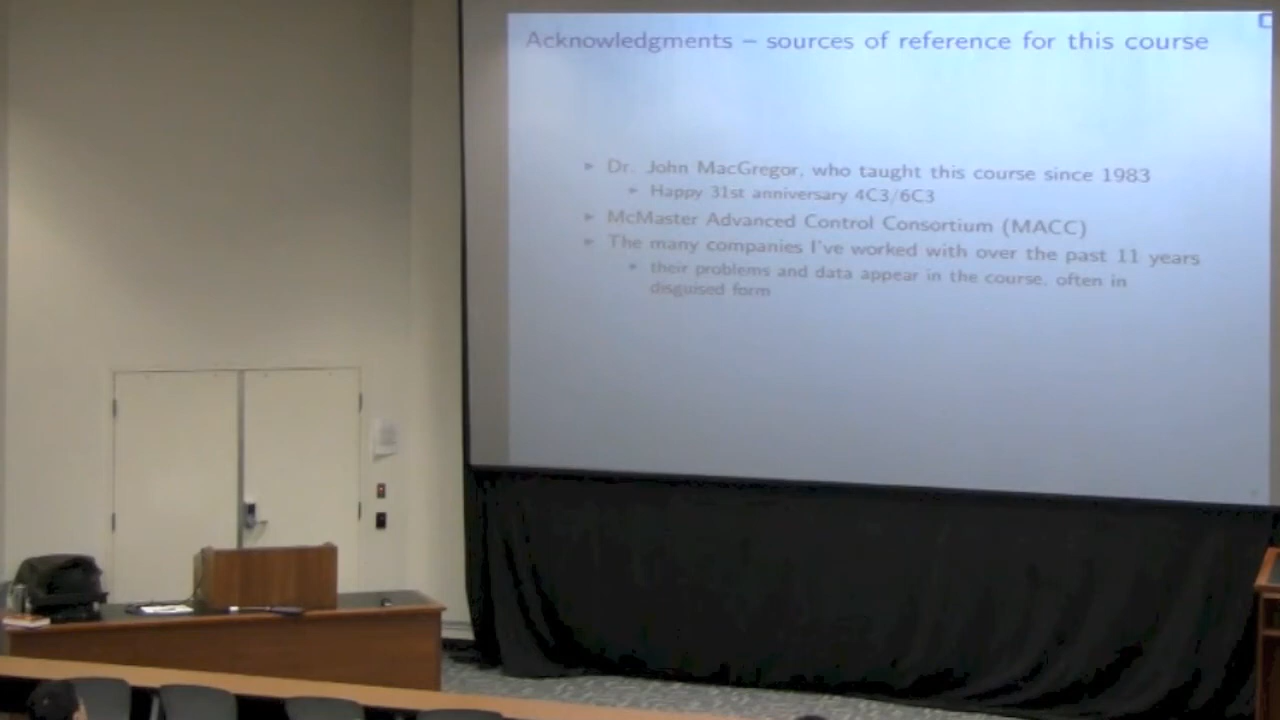 Acknowledgments – sources of reference for this course
Dr. John MacGregor, who taught this course since 1983
Happy 31st anniversary 4C3/6C3
McMaster Advanced Control Consortium (MACC)
The many companies I've worked with over the past 11 years
their problems and data appear in the course, often in
disguised form